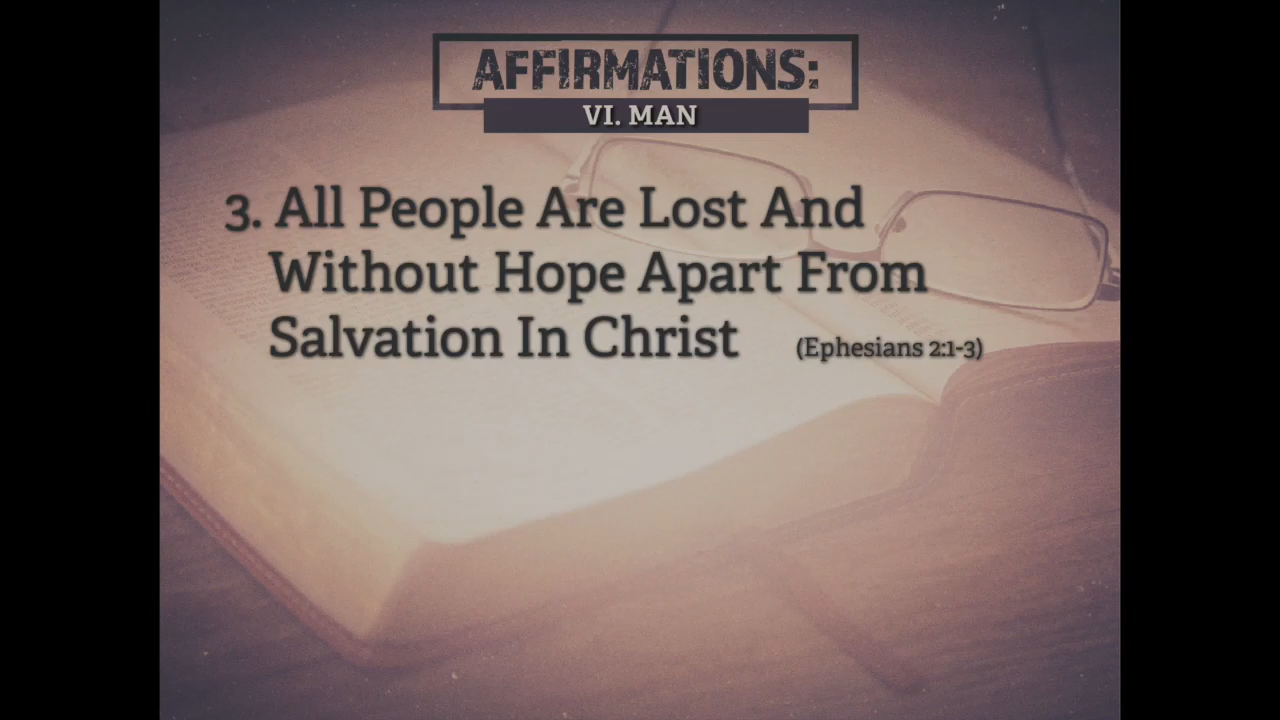 AFFIRMATIONS:
VI. MAN
3. All People Are Lost And
Without Hope Apart From
Salvation In Christ (Ephesians 2:1-3)